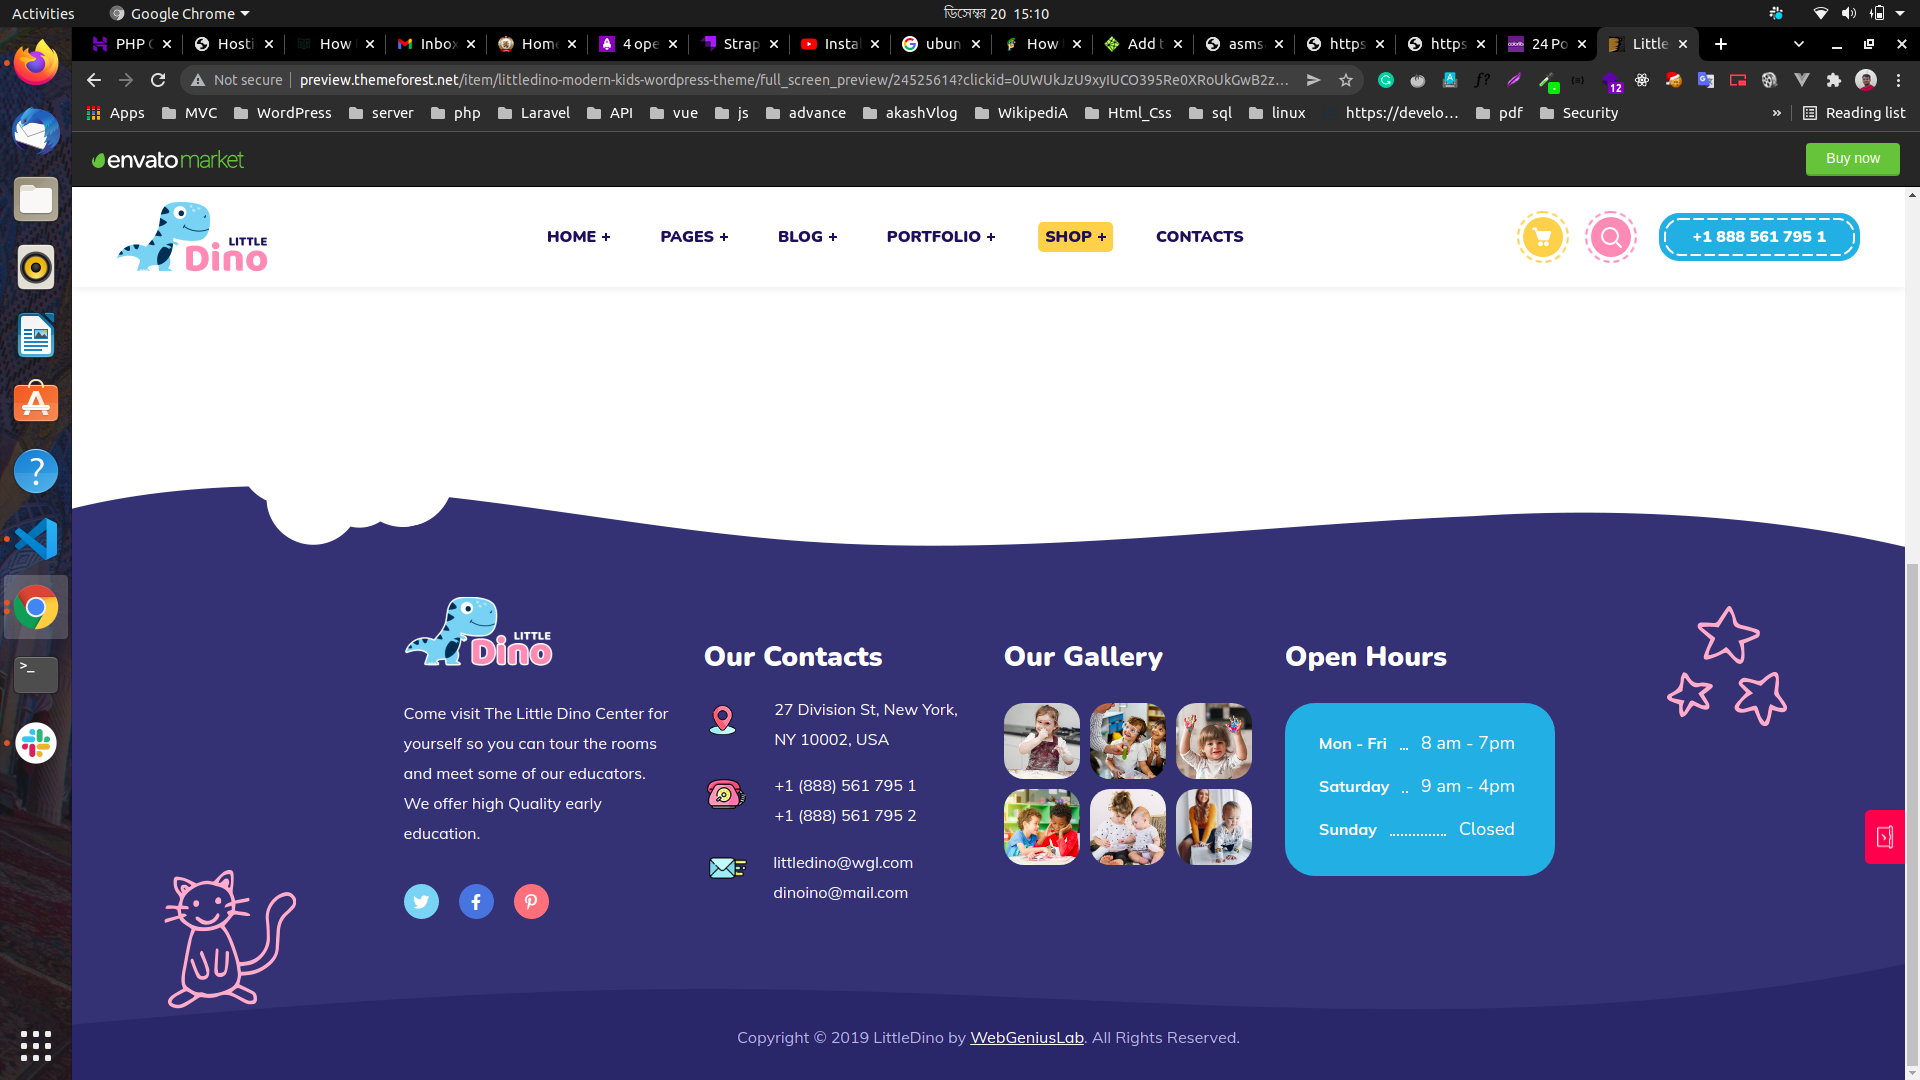 Activities
Google Chrome
ডিসেম্বর 20 15:10
PHP
Hosti
How
Inbox
Home
4 ope
Strap
Instal
ubun
How
Add t
asms
https
https
24 Po
Little
Not secure
preview.themeforest.net/item/littledino-modern-kids-wordpress-theme/full_screen_preview/24525614?clickid=0UWUkJzU9xyIUCO395Re0XRoUkGwB2z...
12
Apps
MVC
WordPress
server
php
Laravel
API
vue
js
advance
akashVlog
WikipediA
Html_Css
sql
linux
https://develo...
pdf
Security
»
Reading list
envato market
Buy now
LITTLE
Dino
HOME +
PAGES +
BLOG +
PORTFOLIO +
SHOP +
CONTACTS
+1 888 561 795 1
LITTLE
Dino
Come visit The Little Dino Center for
yourself so you can tour the rooms
and meet some of our educators.
We offer high Quality early
education.
Our Contacts
27 Division St, New York,
NY 10002, USA
+1 (888) 561 795 1
+1 (888) 561 795 2
littledino@wgl.com
dinoino@mail.com
Our Gallery
Open Hours
Mon - Fri ... 8 am - 7pm
Saturday .. 9 am - 4pm
Sunday .............. Closed
Copyright © 2019 LittleDino by WebGeniusLab. All Rights Reserved.